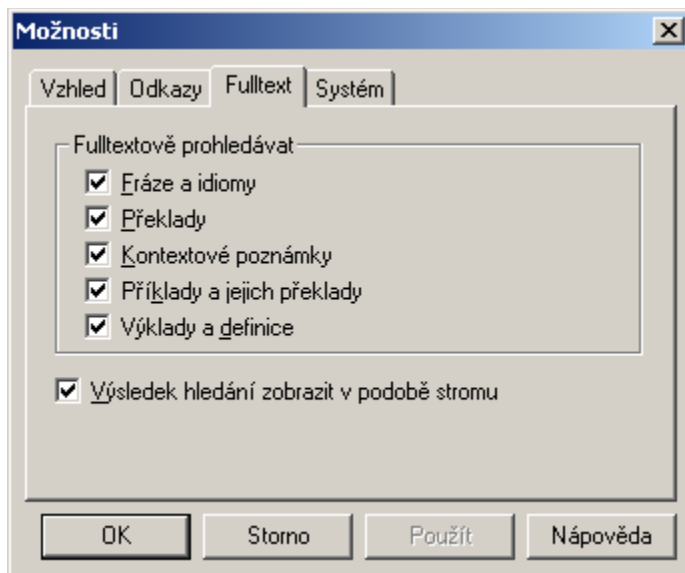 Možnosti
Vzhled Odkazy Fulltext Systém
Fulltextově prohledávat
Fráze a idiomy
Překlady
Kontextové poznámky
Příklady a jejich překlady
Výklady a definice
Výsledek hledání zobrazit v podobě stromu
OK Storno Použít Nápověda